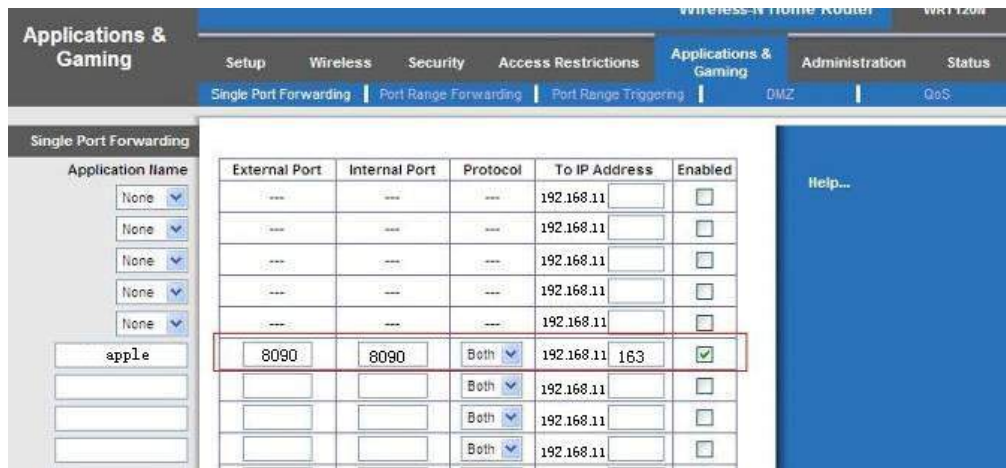 Wireless-N Home Router WRT120N
Applications & Gaming
Setup Wireless Security Access Restrictions Applications & Gaming Administration Status
Single Port Forwarding Port Range Forwarding Port Range Triggering DMZ QoS
Single Port Forwarding
Application Name External Port Internal Port Protocol To IP Address Enabled
Help...
None --- --- --- 192.168.11
None --- --- --- 192.168.11
None --- --- --- 192.168.11
None --- --- --- 192.168.11
None --- --- --- 192.168.11
apple 8090 8090 Both 192.168.11 163
Both 192.168.11
Both 192.168.11
Both 192.168.11